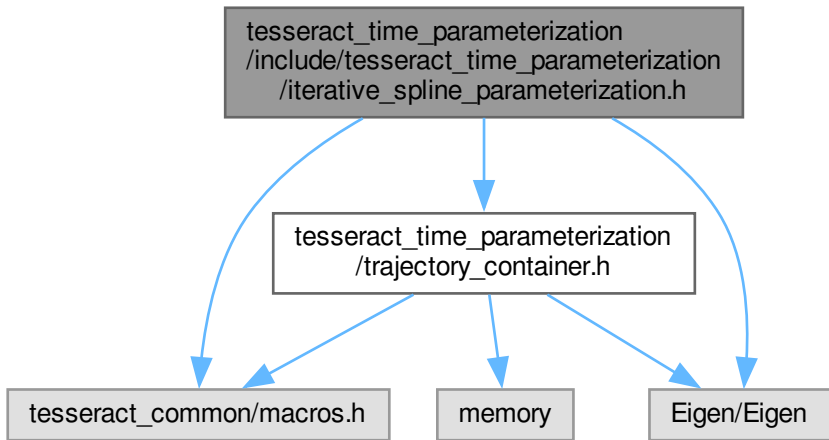 tesseract_time_parameterization
/include/tesseract_time_parameterization
/iterative_spline_parameterization.h
tesseract_time_parameterization
/trajectory_container.h
tesseract_common/macros.h
memory
Eigen/Eigen